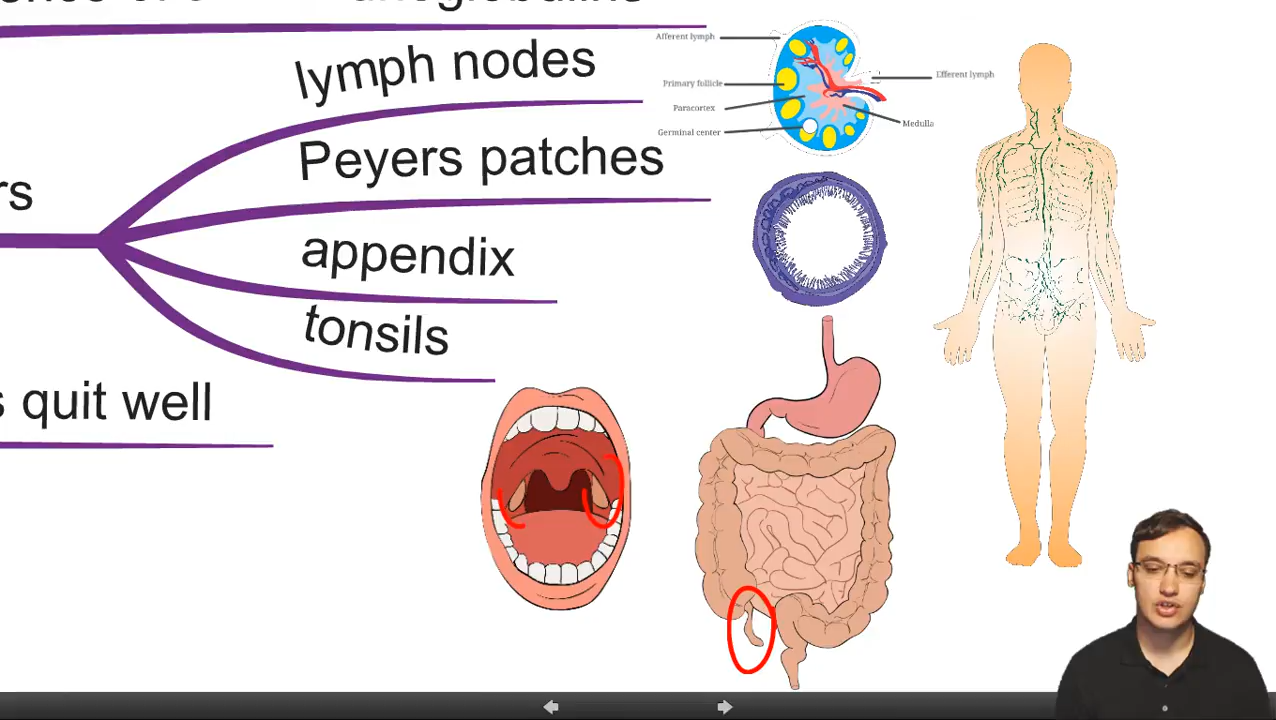 lymph nodes
Peyers patches
rs
appendix
tonsils
s quit well
Afferent lymph
Primary follicle
Paracortex
Germinal center
Efferent lymph
Medulla